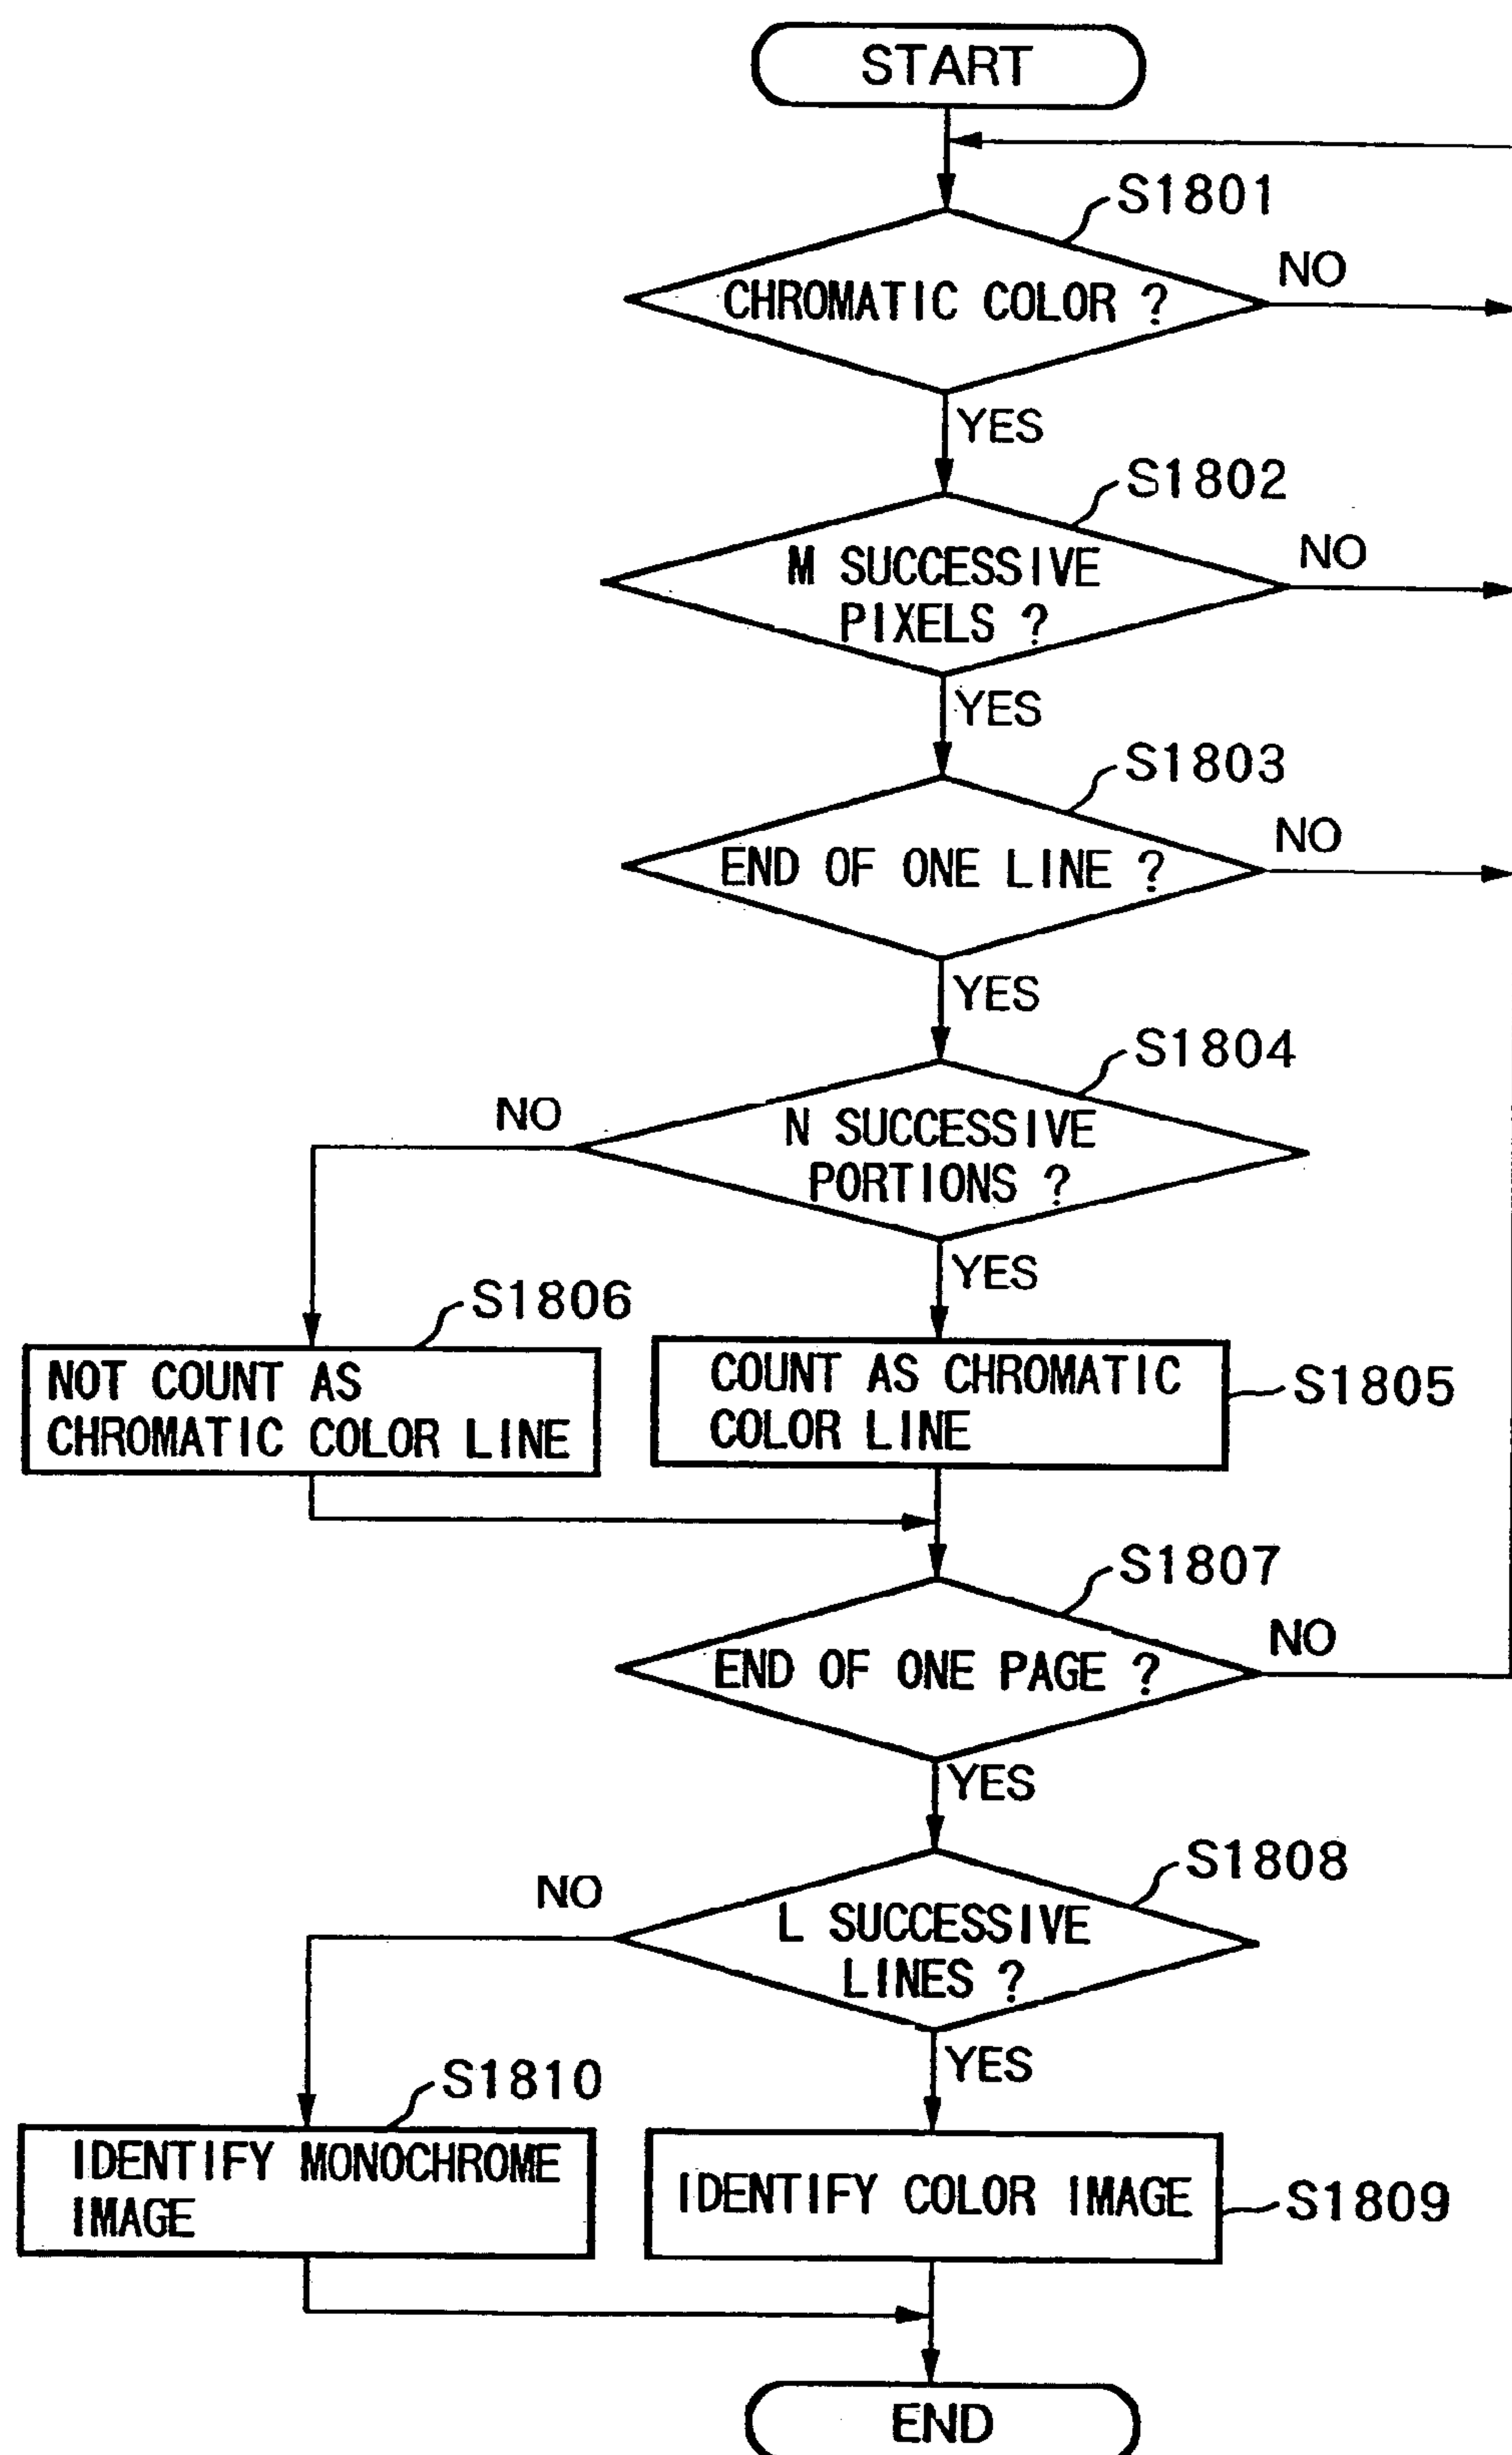 START
S1801
CHROMATIC COLOR ?
NO
YES
S1802
M SUCCESSIVE
PIXELS ?
NO
YES
S1803
END OF ONE LINE ?
NO
YES
S1804
N SUCCESSIVE
PORTIONS ?
NO
YES
S1806
NOT COUNT AS
CHROMATIC COLOR LINE
COUNT AS CHROMATIC
COLOR LINE
S1805
S1807
END OF ONE PAGE ?
NO
YES
S1808
L SUCCESSIVE
LINES ?
NO
YES
S1810
IDENTIFY MONOCHROME
IMAGE
IDENTIFY COLOR IMAGE
S1809
END